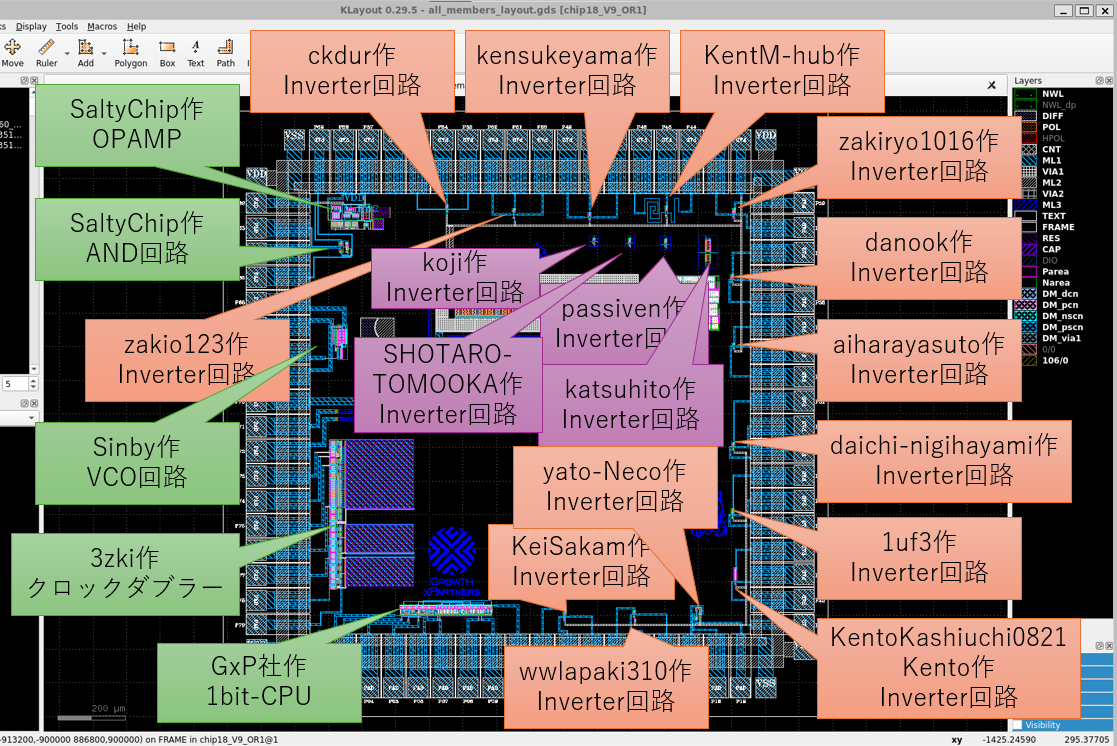 KLayout 0.29.5 - all_members_layout.gds [chip18_V9_OR1]
Display Tools Macros Help
Move
Ruler
Add
Polygon
Box
Text
Path
ckdur作
Inverter回路
kensukeyama作
Inverter回路
KentM-hub作
Inverter回路
SaltyChip作
OPAMP
zakiryo1016作
Inverter回路
SaltyChip作
AND回路
danook作
Inverter回路
koji作
Inverter回路
passiven作
Inverter回
zakio123作
Inverter回路
SHOTARO-
TOMOOKA作
Inverter回路
katsuhito作
Inverter回路
aiharayasuto作
Inverter回路
Sinby作
VCO回路
yato-Neco作
Inverter回路
daichi-nigihayami作
Inverter回路
3zki作
クロックダブラー
KeiSakam作
Inverter回路
1uf3作
Inverter回路
GxP社作
1bit-CPU
wwlapaki310作
Inverter回路
KentoKashiuchi0821
Kento作
Inverter回路
VSS
VDD
VDD
VDD
VSS
GROWTH
XPARTNERS
200 µm
5
Layers
NWL
NWL_dp
DIFF
POL
HPOL
CNT
ML1
VIA1
ML2
VIA2
ML3
TEXT
FRAME
RES
CAP
DIO
Parea
Narea
DM_dcn
DM_pcn
DM_nscn
DM_pscn
DM_via1
0/0
106/0
Visibility
-913200,-900000 886800,900000) on FRAME in chip18_V9_OR1@1
xy -1425.24590 295.37705